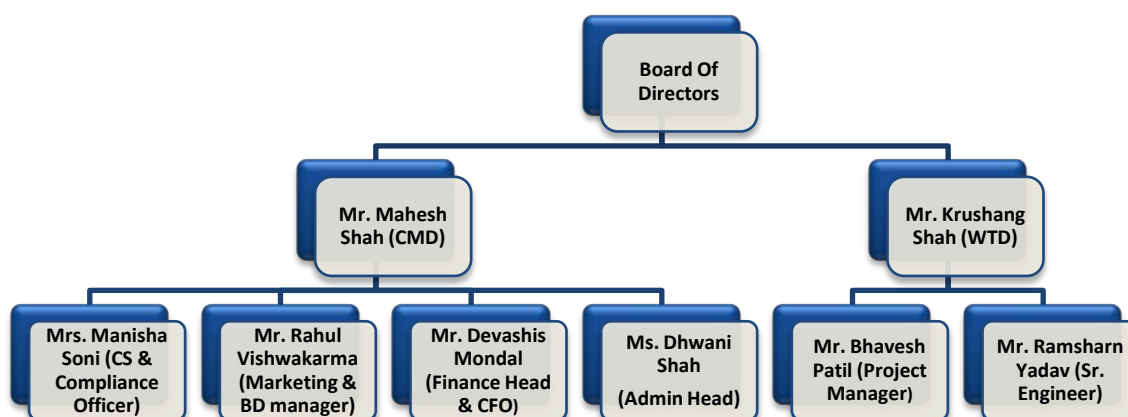 Board Of
Directors
Mr. Mahesh
Shah (CMD)
Mr. Krushang
Shah (WTD)
Mrs. Manisha
Soni (CS &
Compliance
Officer)
Mr. Rahul
Vishwakarma
(Marketing &
BD manager)
Mr. Devashis
Mondal
(Finance Head
& CFO)
Ms. Dhwani
Shah
(Admin Head)
Mr. Bhavesh
Patil (Project
Manager)
Mr. Ramsharn
Yadav (Sr.
Engineer)